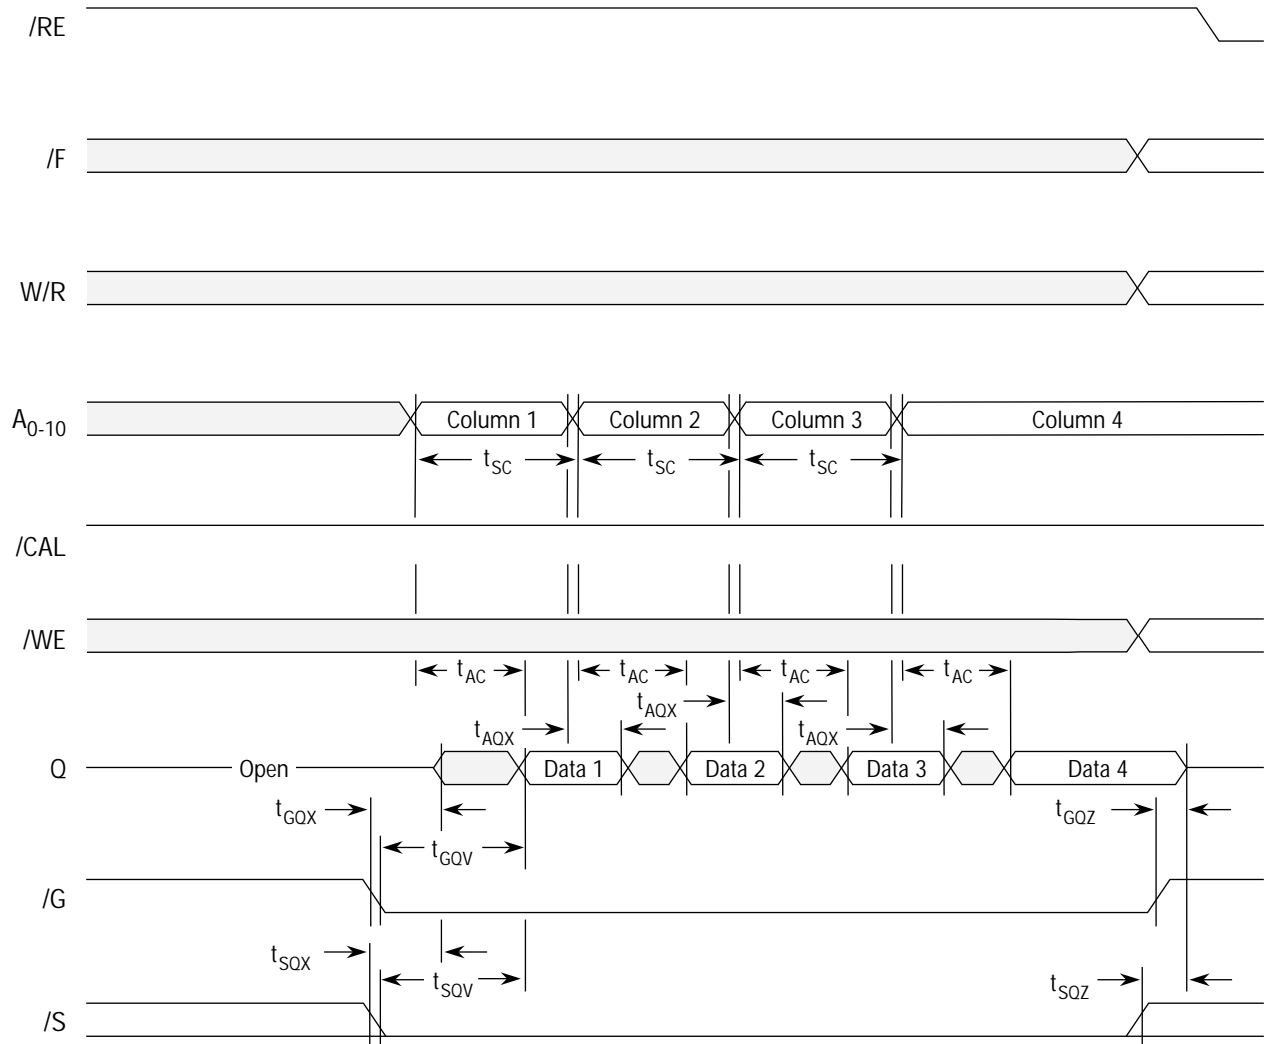 /RE
/F
W/R
A0-10
Column 1
Column 2
Column 3
Column 4
tSC
tSC
tSC
/CAL
/WE
tAC
tAC
tAC
tAC
tAQX
tAQX
tAQX
Q
Open
Data 1
Data 2
Data 3
Data 4
tGQX
tGQZ
tGQV
/G
tSQX
tSQV
tSQZ
/S